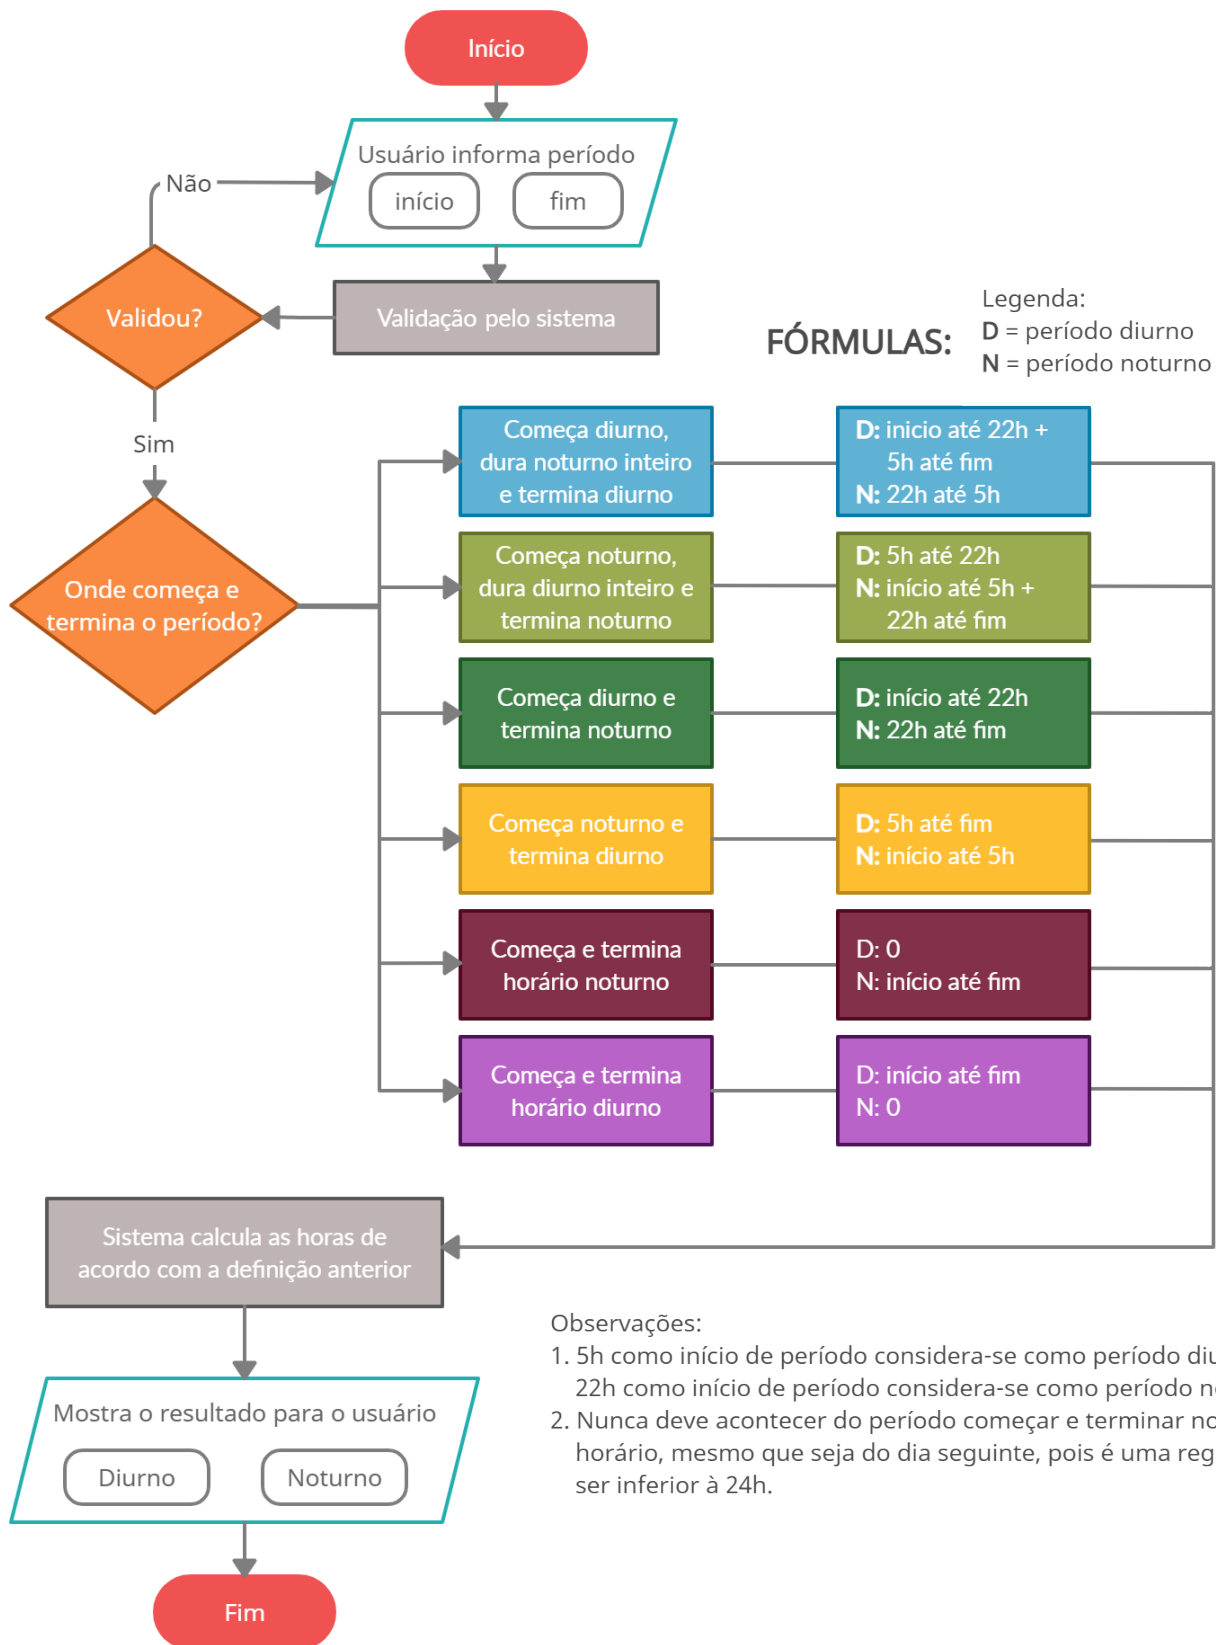 Início
Usuário informa período
início
fim
Não
Validação pelo sistema
Validou?
Sim
FÓRMULAS:
Legenda:
D = período diurno
N = período noturno
Onde começa e
termina o período?
Começa diurno,
dura noturno inteiro
e termina diurno
D: inicio até 22h +
5h até fim
N: 22h até 5h
Começa noturno,
dura diurno inteiro e
termina noturno
D: 5h até 22h
N: início até 5h +
22h até fim
Começa diurno e
termina noturno
D: início até 22h
N: 22h até fim
Começa noturno e
termina diurno
D: 5h até fim
N: início até 5h
Começa e termina
horário noturno
D: 0
N: início até fim
Começa e termina
horário diurno
D: início até fim
N: 0
Sistema calcula as horas de
acordo com a definição anterior
Mostra o resultado para o usuário
Diurno
Noturno
Fim
Observações:
1. 5h como início de período considera-se como período
22h como início de período considera-se como período
2. Nunca deve acontecer do período começar e terminar
horário, mesmo que seja do dia seguinte, pois é uma
ser inferior à 24h.